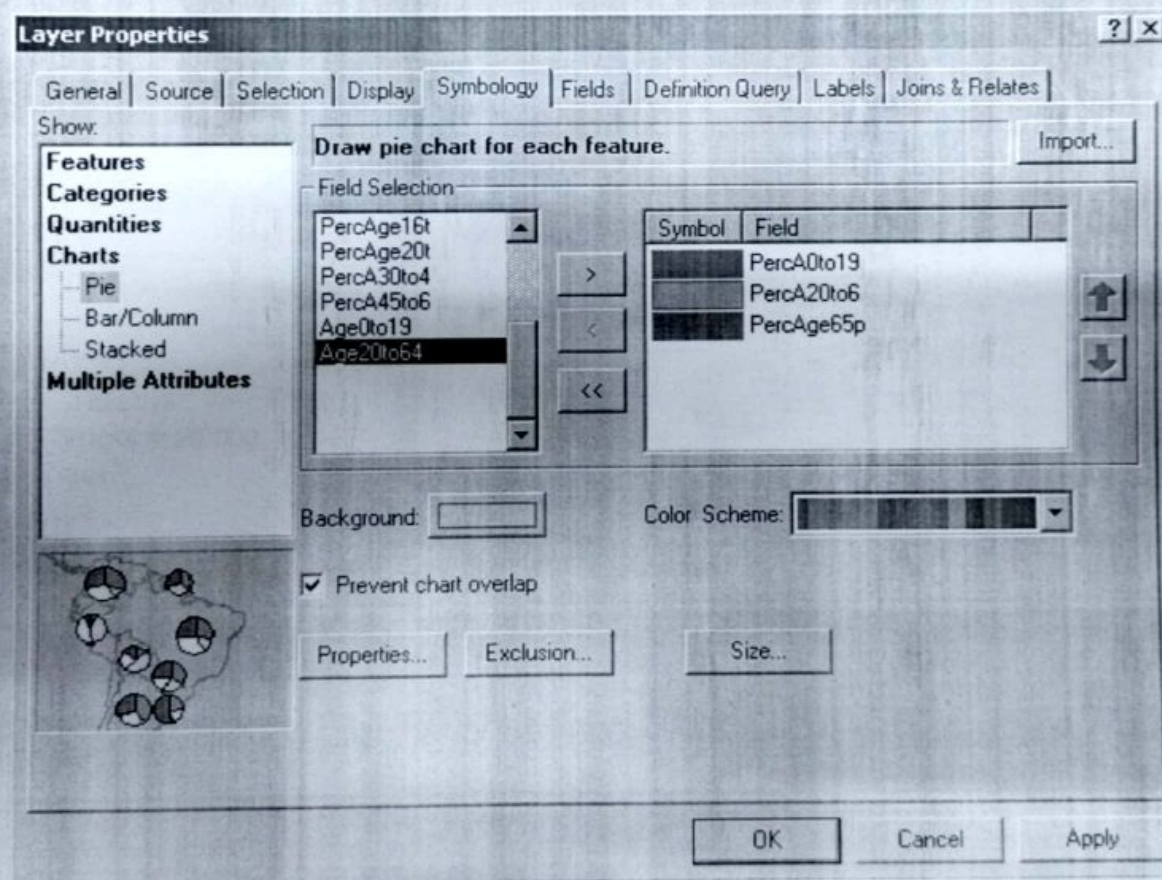 Layer Properties
? ×
General Source Selection Display Symbology Fields Definition Query Labels Joins & Relates
Show:
Features
Categories
Quantities
Charts
Pie
Bar/Column
Stacked
Multiple Attributes
Draw pie chart for each feature.
Import...
Field Selection
PercAge16t
PercAge20t
PercA30to4
PercA45to6
Age0to19
Age20to64
>
<
<<
Symbol Field
PercA0to19
PercA20to6
PercAge65p
Background:
Color Scheme:
Prevent chart overlap
Properties... Exclusion... Size...
OK Cancel Apply